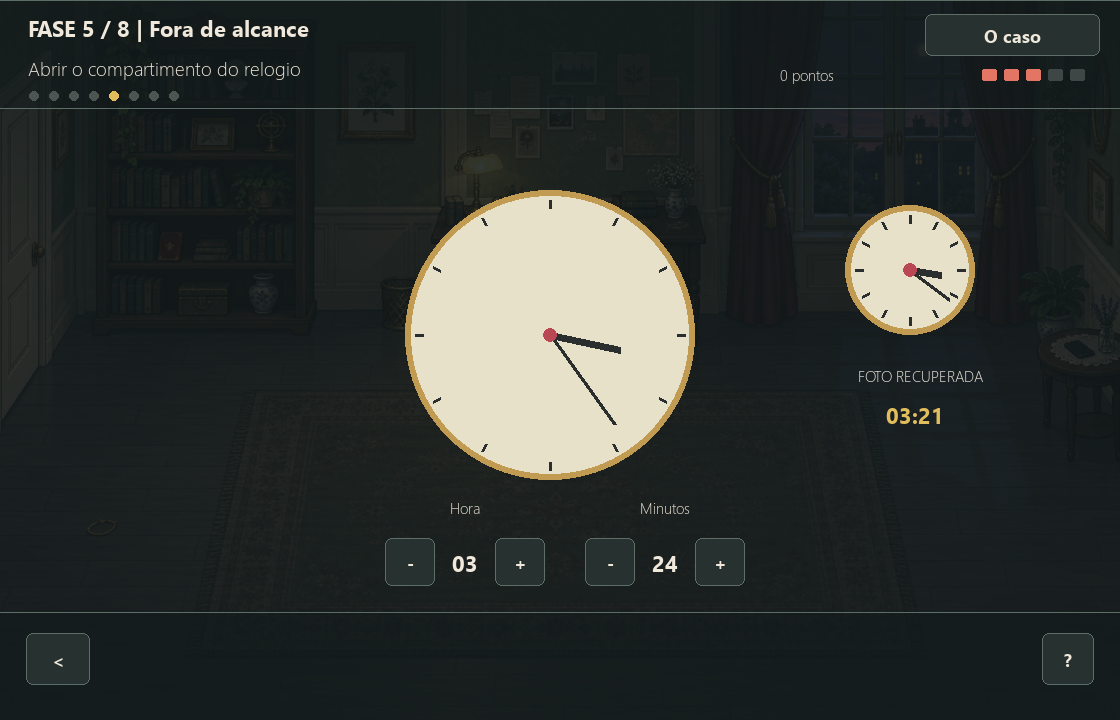 FASE 5 / 8 | Fora de alcance
O caso
Abrir o compartimento do relogio
0 pontos
FOTO RECUPERADA
03:21
Hora
Minutos
- 03 +
- 24 +
<
?